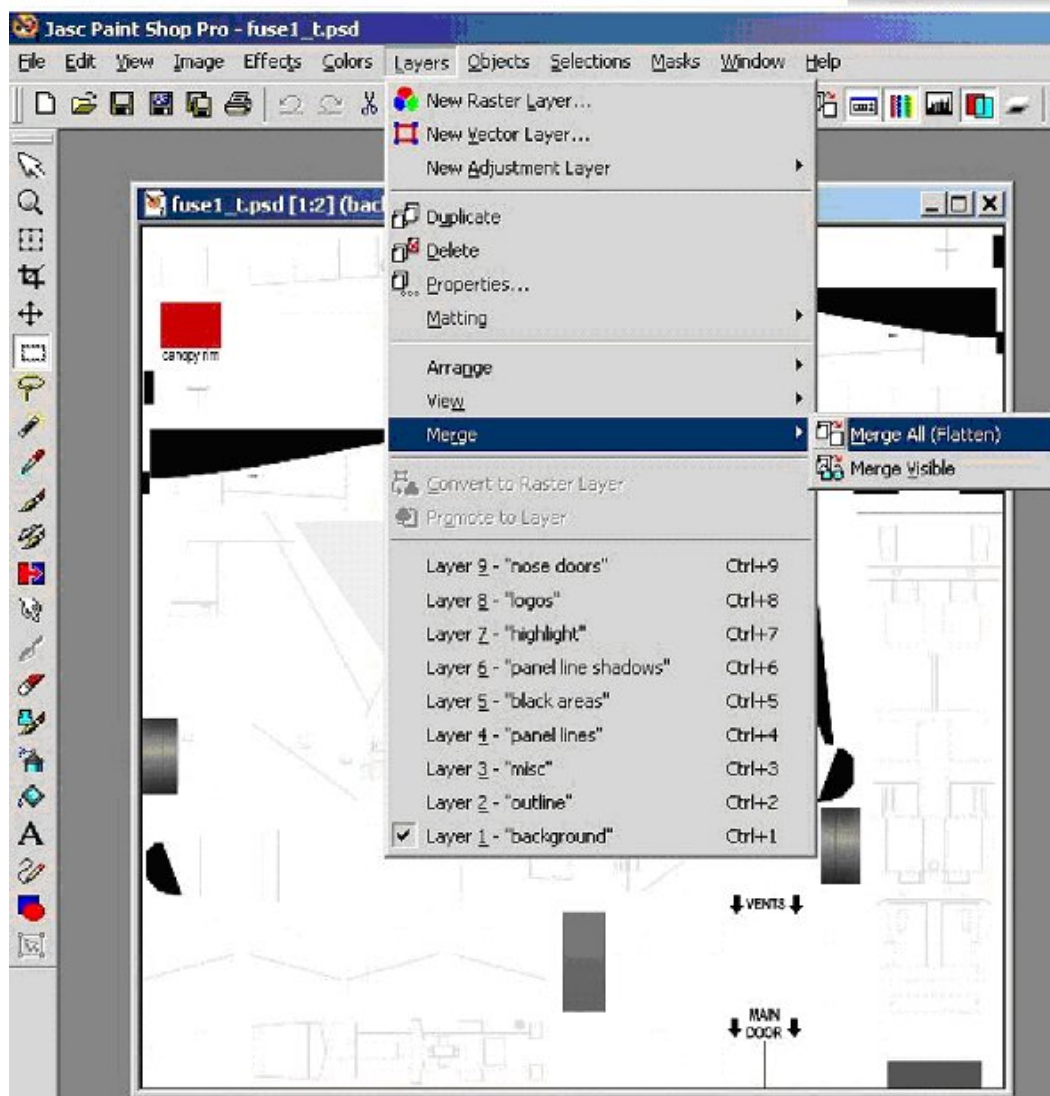 Jasc Paint Shop Pro - fuse1_t.psd
File Edit View Image Effects Colors Layers Objects Selections Masks Window Help
New Raster Layer...
New Vector Layer...
New Adjustment Layer
fuse1_t.psd [1:2] (bac
Duplicate
Delete
Properties...
Matting
canopy rim
Arrange
View
Merge
Merge All (Flatten)
Merge Visible
Convert to Raster Layer
Promote to Layer
Layer 9 - "nose doors" Ctrl+9
Layer 8 - "logos" Ctrl+8
Layer 7 - "highlight" Ctrl+7
Layer 6 - "panel line shadows" Ctrl+6
Layer 5 - "black areas" Ctrl+5
Layer 4 - "panel lines" Ctrl+4
Layer 3 - "misc" Ctrl+3
Layer 2 - "outline" Ctrl+2
Layer 1 - "background" Ctrl+1
VENTS
MAIN
DOOR